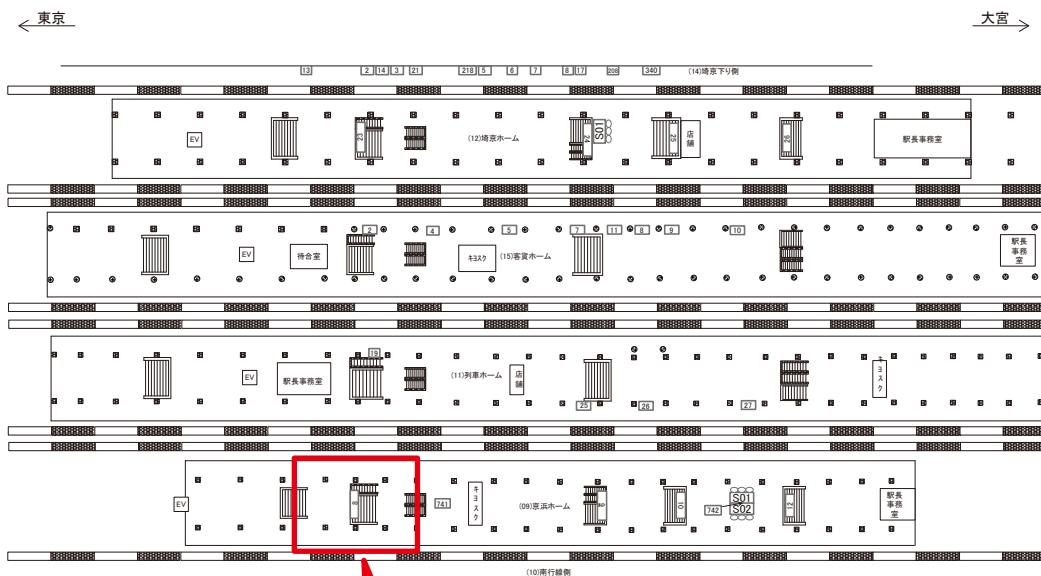 東京
大宮
13 2 14 3 21 218 5 6 7 8 17 208 340 (14)埼京下り側
EV 23 (12)埼京ホーム 24 S01 25 店舗 26 駅長事務室
2 4 5 7 11 8 9 10
EV 待合室 キヨスク (15)客貨ホーム 駅長事務室
19
EV 駅長事務室 (11)列車ホーム 店舗 キヨスク
25 26 27
EV 8 741 キヨスク (09)京浜ホーム 9 10 742 S01 S02 12 駅長事務室
(10)南行線側